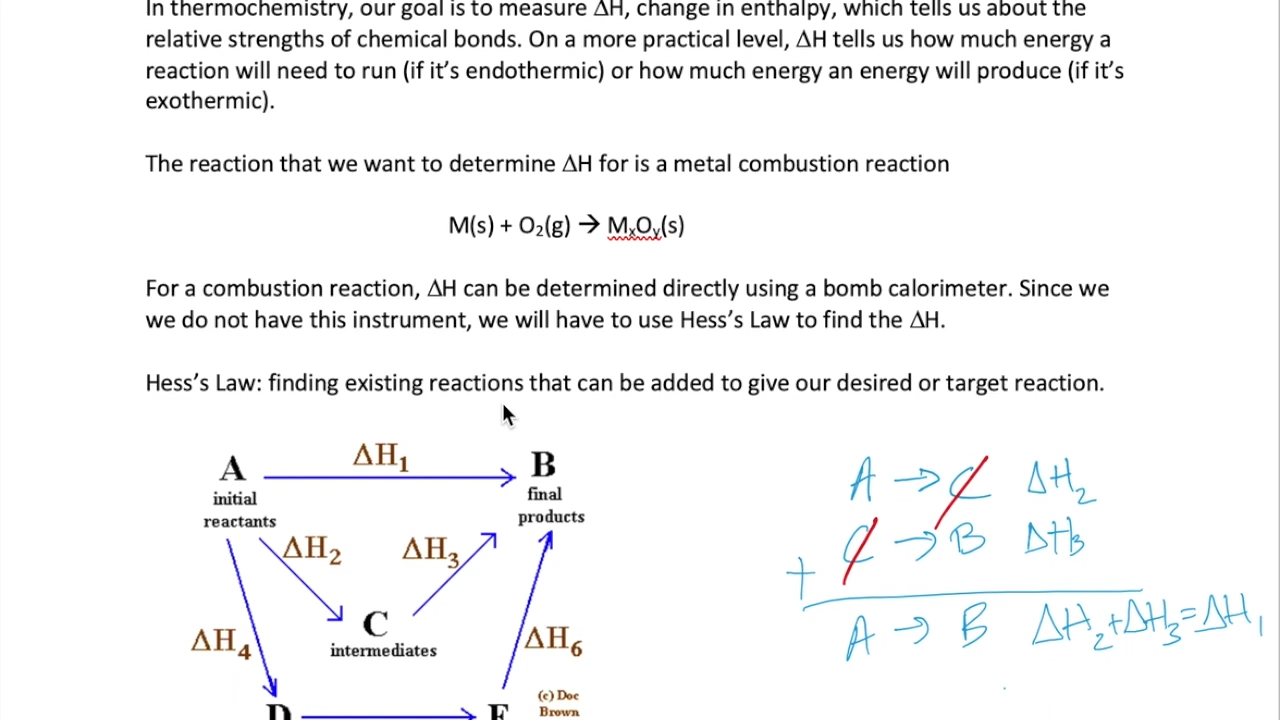 In thermochemistry, our goal is to measure ΔH, change in enthalpy, which tells us about the
relative strengths of chemical bonds. On a more practical level, ΔH tells us how much energy a
reaction will need to run (if it's endothermic) or how much energy an energy will produce (if it's
exothermic).
The reaction that we want to determine ΔH for is a metal combustion reaction
M(s) + O₂(g) → MₓOᵧ(s)
For a combustion reaction, ΔH can be determined directly using a bomb calorimeter. Since we
we do not have this instrument, we will have to use Hess's Law to find the ΔH.
Hess's Law: finding existing reactions that can be added to give our desired or target reaction.
A ΔH₁ B
initial reactants
final products
ΔH₂ ΔH₃
C
intermediates
ΔH₄ ΔH₆
D
(c) Doc
Brown
A → C ΔH₂
+ C → B ΔH₃
A → B ΔH₂+ΔH₃=ΔH₁